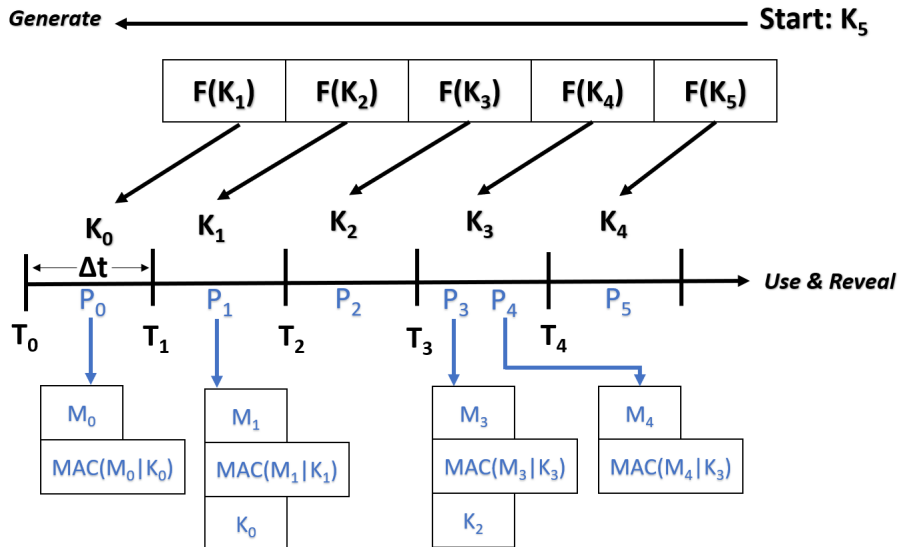 Generate Start: K₅
F(K₁) F(K₂) F(K₃) F(K₄) F(K₅)
K₀ K₁ K₂ K₃ K₄
Δt
Use & Reveal
P₀ P₁ P₂ P₃ P₄ P₅
T₀ T₁ T₂ T₃ T₄
M₀ M₁ M₃ M₄
MAC(M₀|K₀) MAC(M₁|K₁) MAC(M₃|K₃) MAC(M₄|K₃)
K₀ K₂